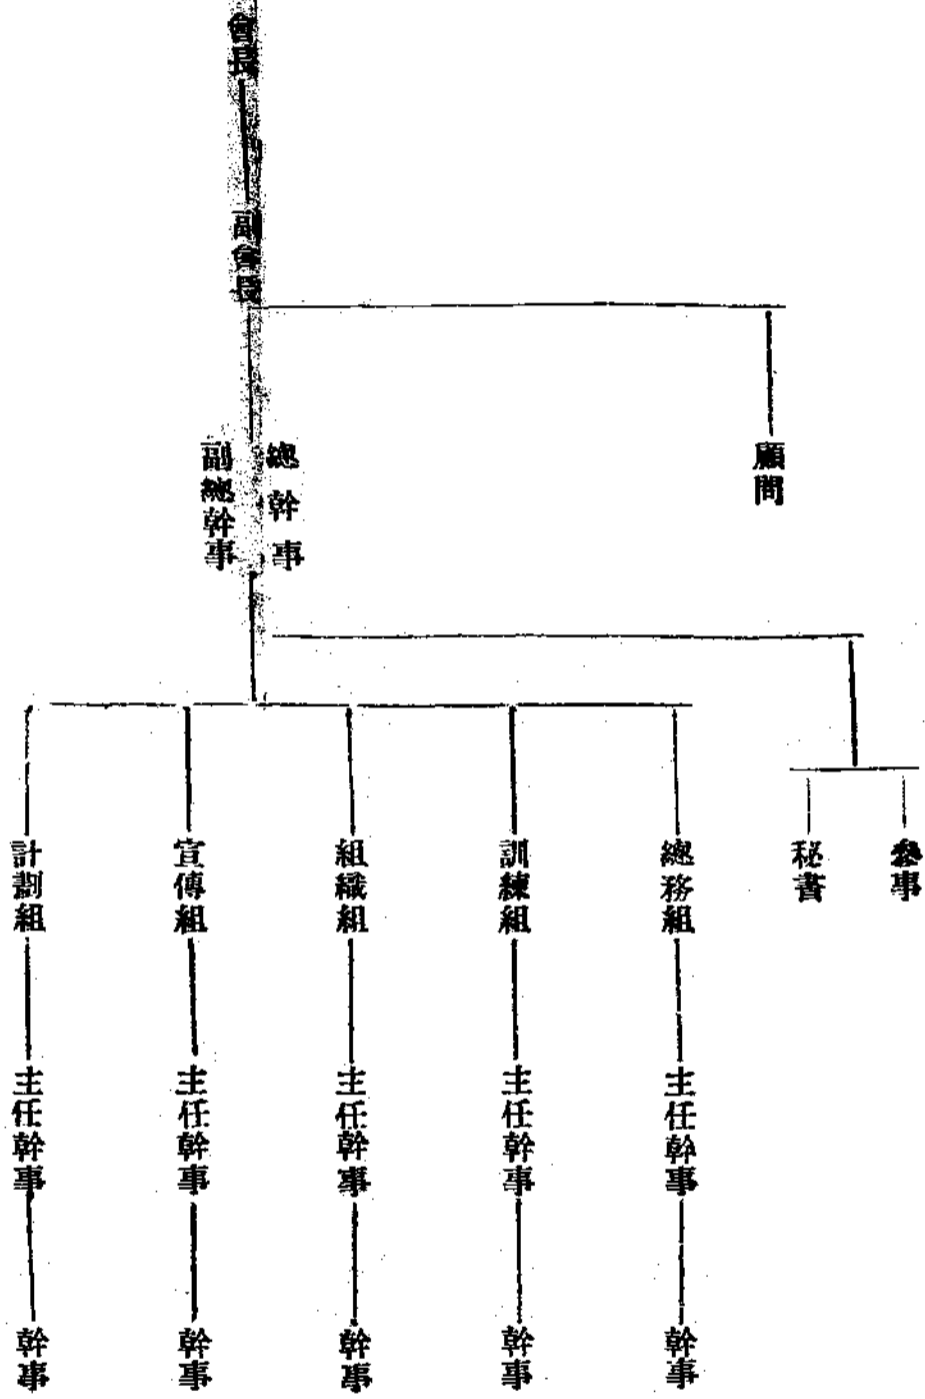 會長
副會長
顧問
總幹事
副總幹事
參事
秘書
總務組
訓練組
組織組
宣傳組
計劃組
主任幹事
主任幹事
主任幹事
主任幹事
主任幹事
幹事
幹事
幹事
幹事
幹事